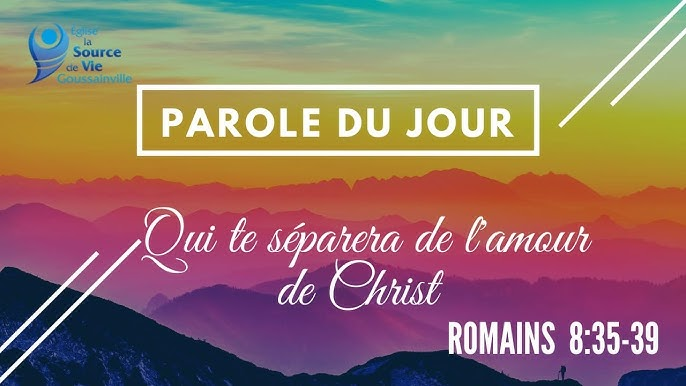 Église
la
Source
de Vie
Goussainville
PAROLE DU JOUR
Qui te séparera de l'amour
de Christ
ROMAINS 8:35-39